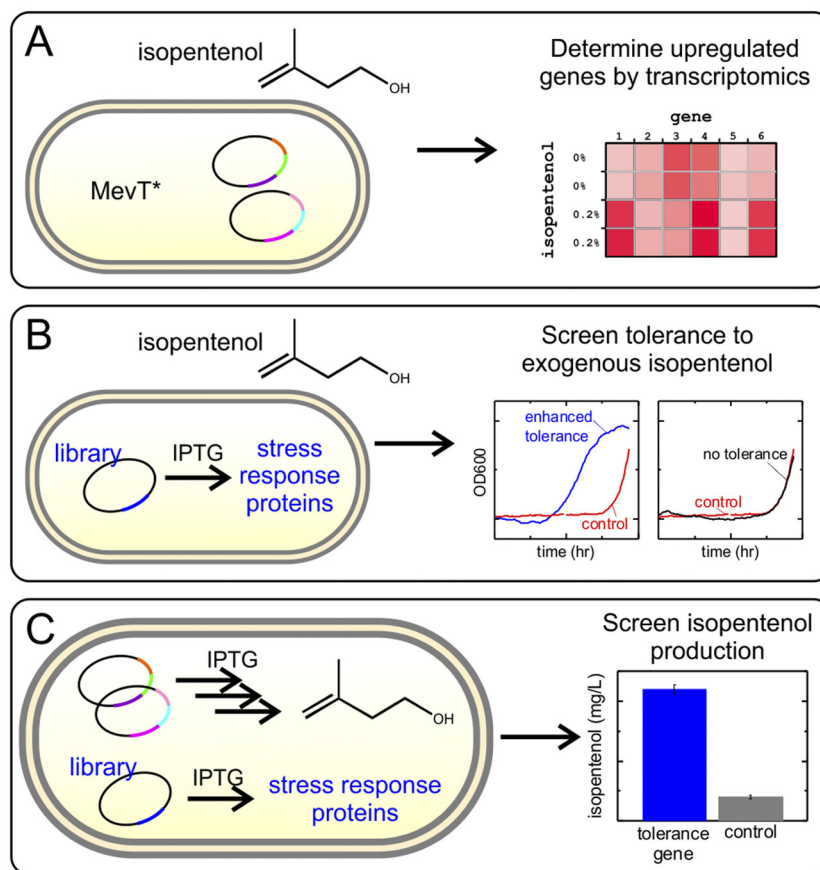 A
isopentenol
OH
MevT*
Determine upregulated
genes by transcriptomics
gene
1 2 3 4 5 6
isopentenol
0%
0%
0.2%
0.2%
B
isopentenol
OH
library
IPTG
stress
response
proteins
Screen tolerance to
exogenous isopentenol
OD600
enhanced
tolerance
control
time (hr)
no tolerance
control
time (hr)
C
IPTG
OH
library
IPTG
stress response
proteins
Screen isopentenol
production
isopentenol (mg/L)
tolerance
gene
control